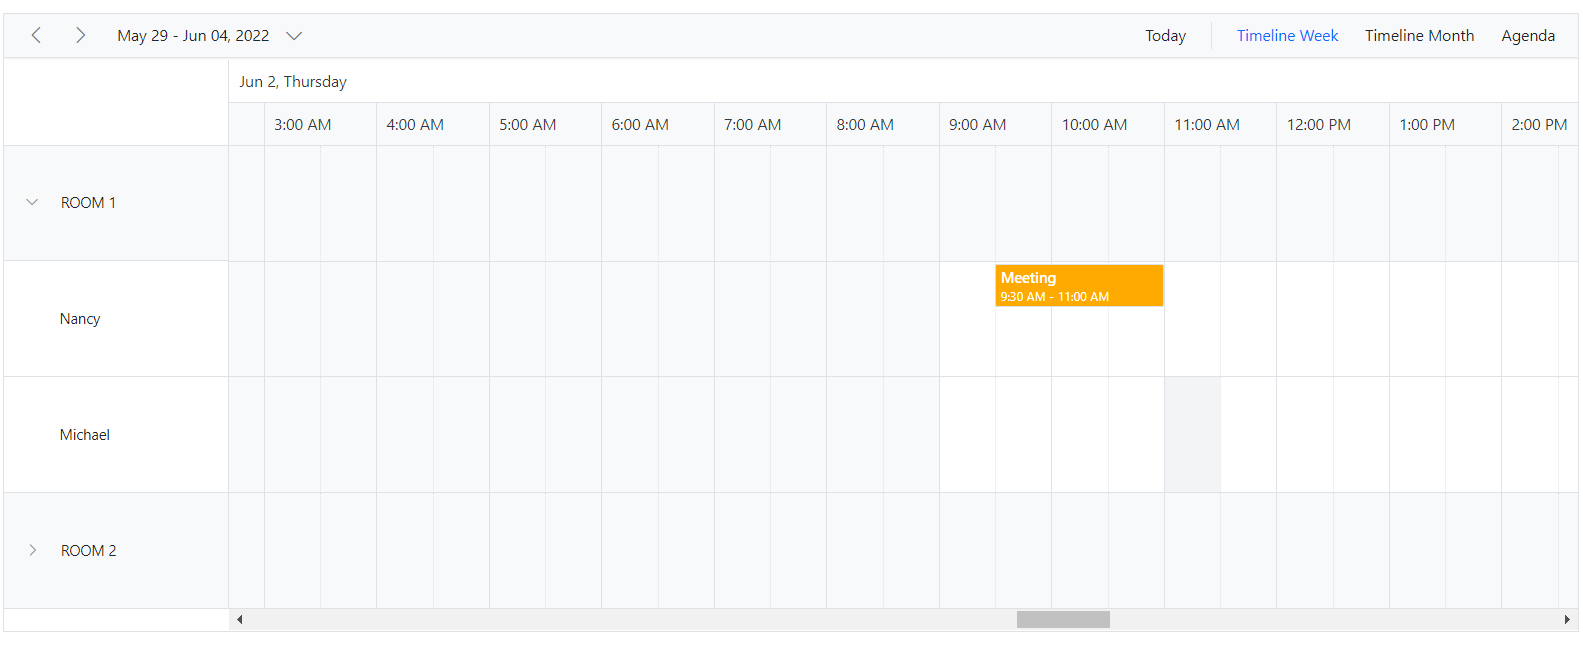 May 29 - Jun 04, 2022 Today Timeline Week Timeline Month Agenda
Jun 2, Thursday
3:00 AM 4:00 AM 5:00 AM 6:00 AM 7:00 AM 8:00 AM 9:00 AM 10:00 AM 11:00 AM 12:00 PM 1:00 PM 2:00 PM
ROOM 1
Meeting
9:30 AM - 11:00 AM
Nancy
Michael
ROOM 2